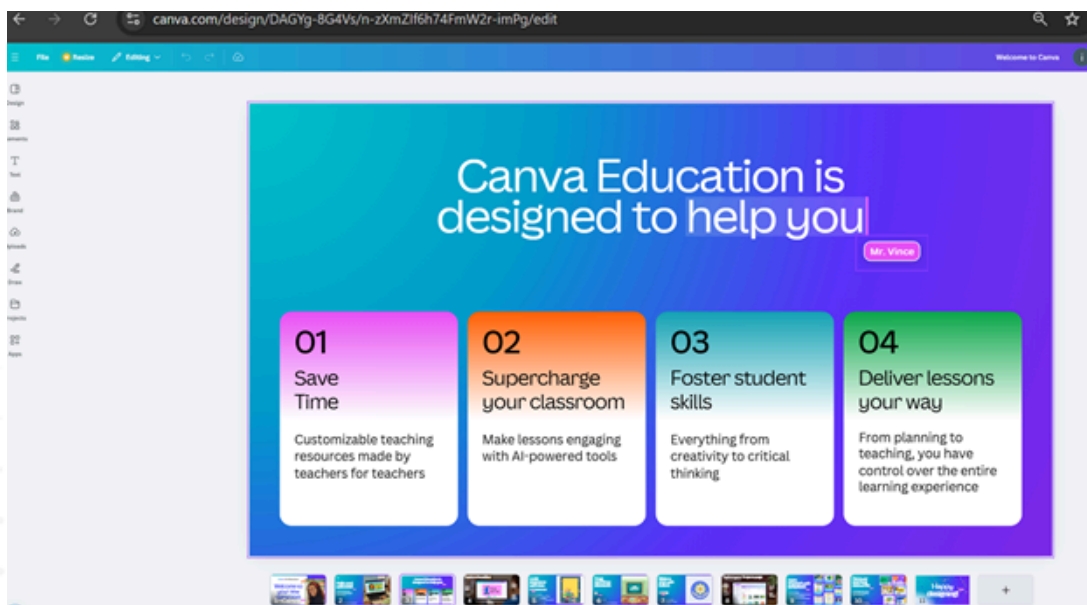 canva.com/design/DAGYg-8G4Vs/n-zXmZIf6h74FmW2r-imPg/edit
File Resize Editing
Welcome to Canva
Design
Text
Brand
Draw
Apps
Canva Education is
designed to help you
Mr. Vince
01
Save
Time
Customizable teaching
resources made by
teachers for teachers
02
Supercharge
your classroom
Make lessons engaging
with AI-powered tools
03
Foster student
skills
Everything from
creativity to critical
thinking
04
Deliver lessons
your way
From planning to
teaching, you have
control over the entire
learning experience
Happy
designing!